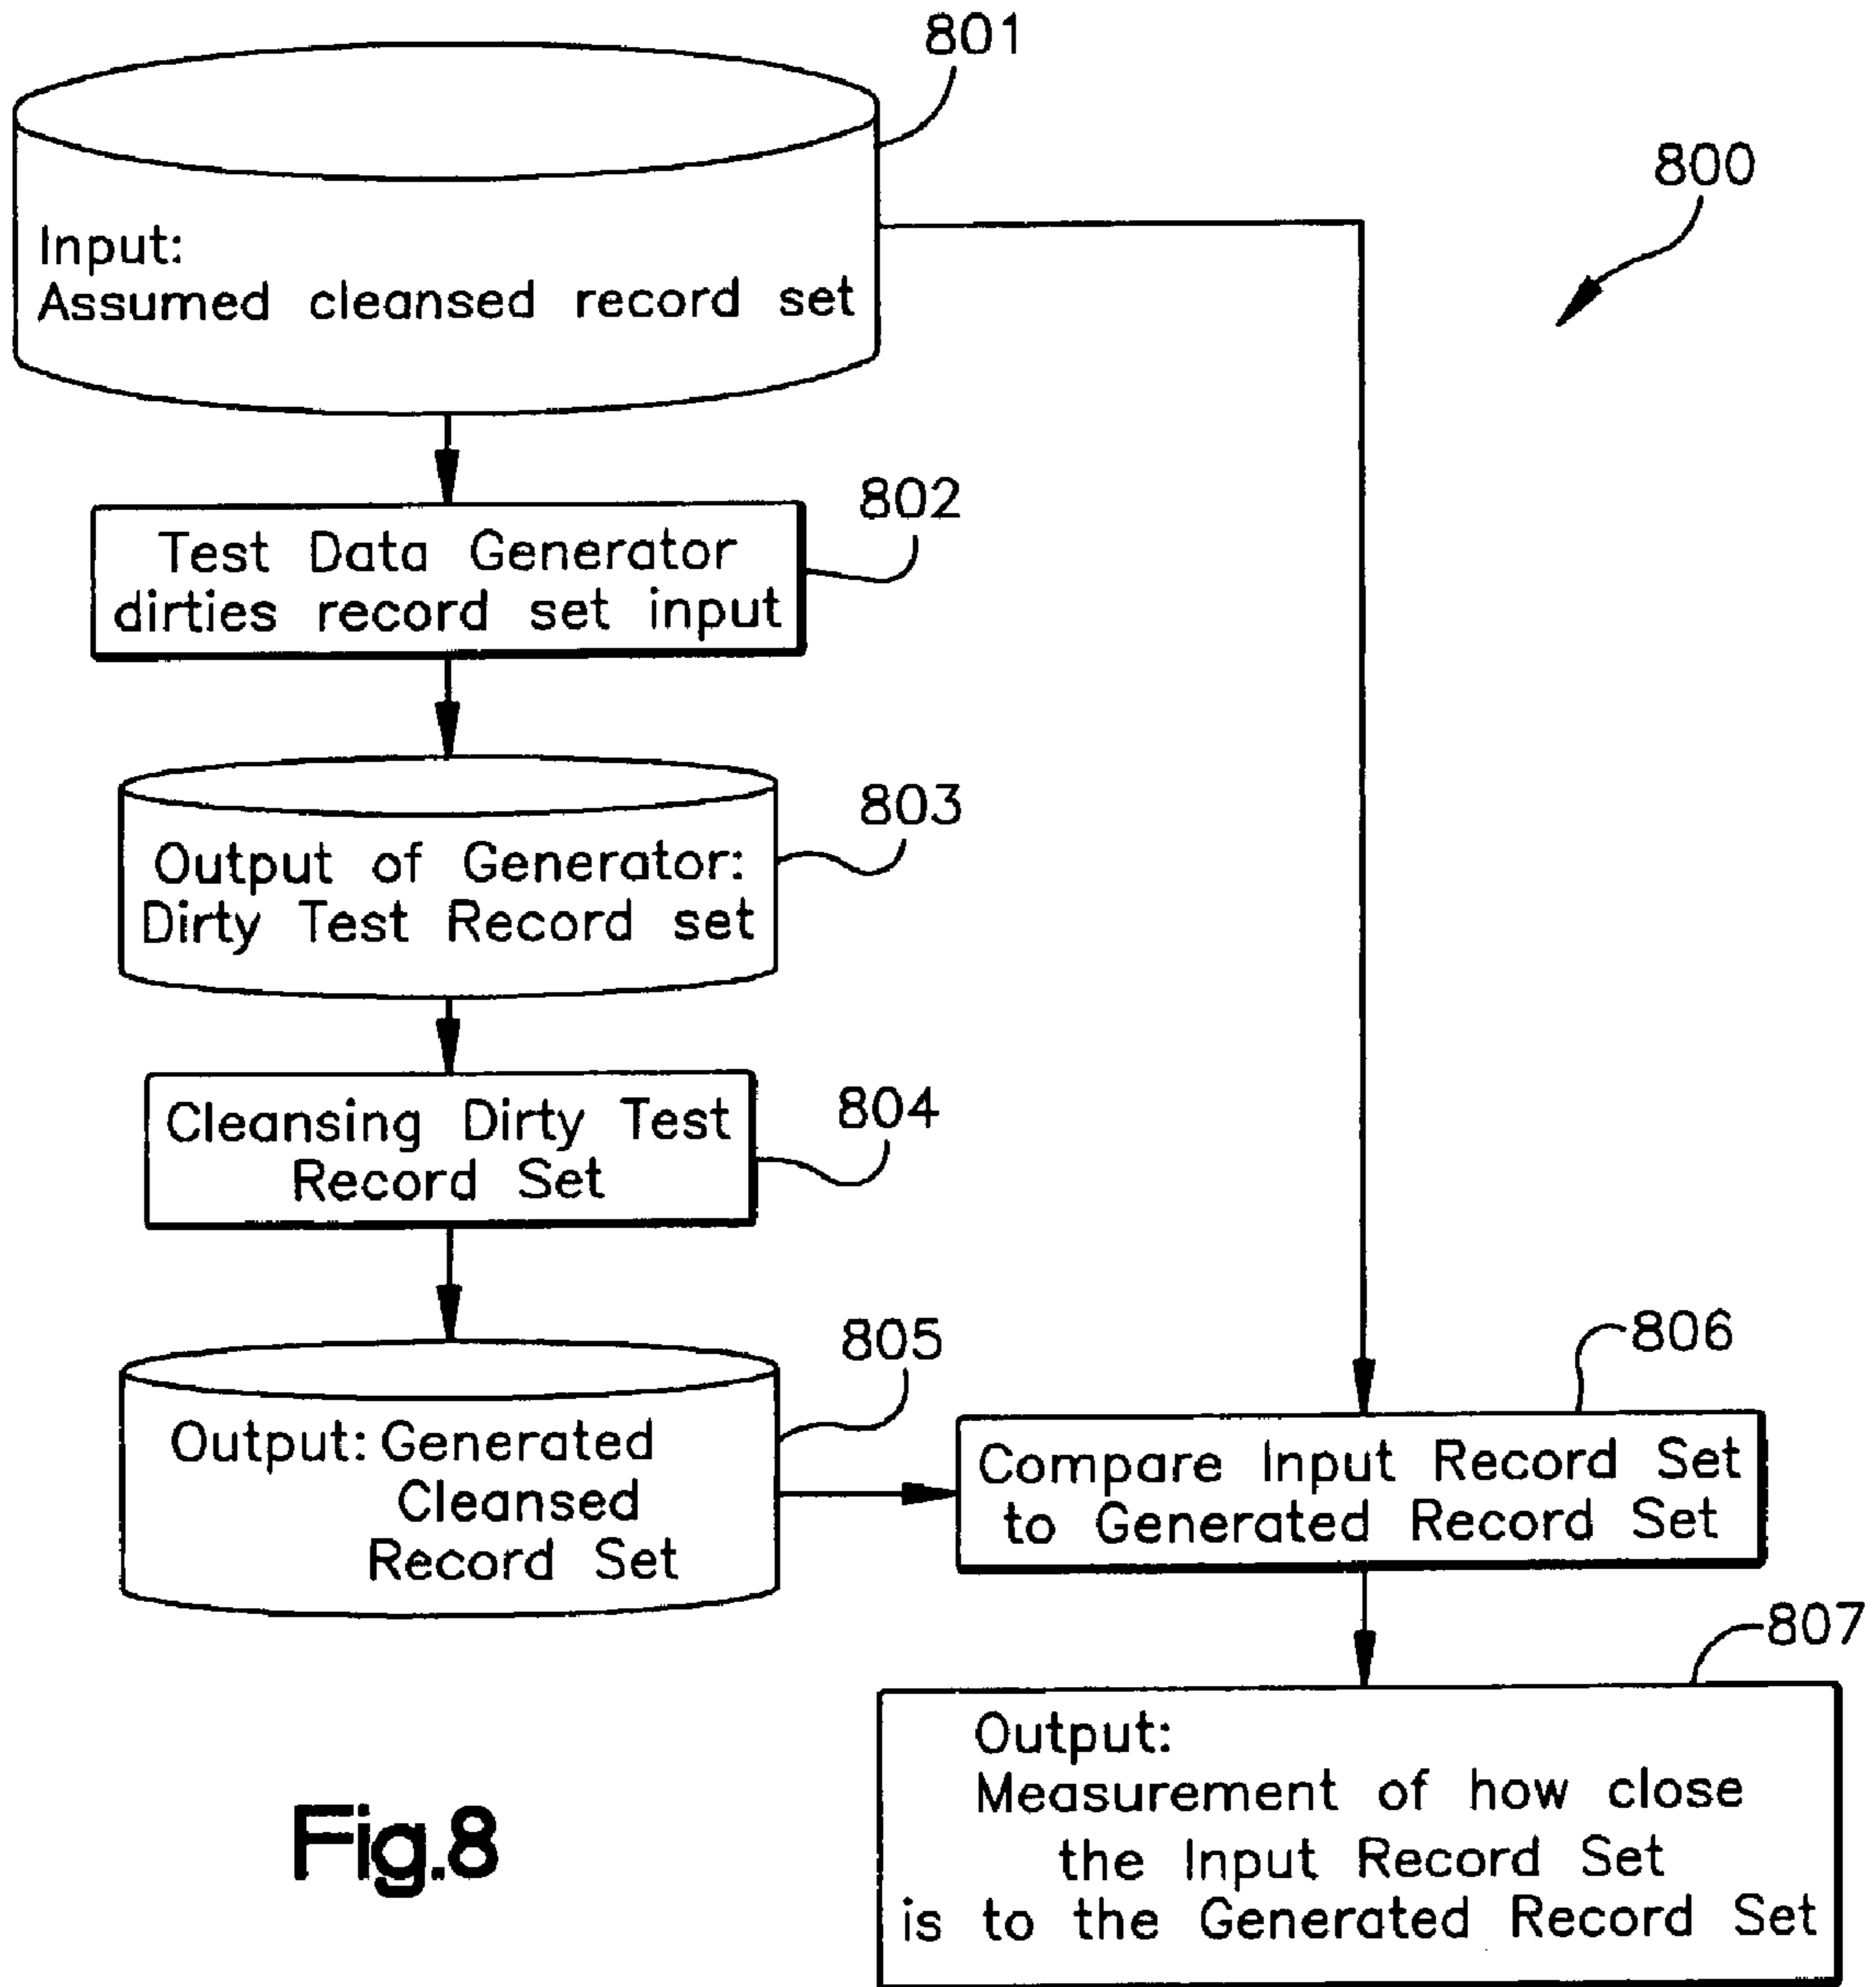 801
800
Input:
Assumed cleansed record set
802
Test Data Generator
dirties record set input
803
Output of Generator:
Dirty Test Record set
804
Cleansing Dirty Test
Record Set
805
Output: Generated
Cleansed
Record Set
806
Compare Input Record Set
to Generated Record Set
807
Output:
Measurement of how close
the Input Record Set
is to the Generated Record Set
Fig.8